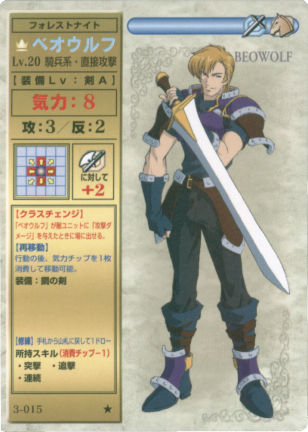 フォレストナイト
ベオウルフ
Lv.20 騎兵系・直接攻撃
【装備Lv:剣A】
気力:8
攻:3/反:2
に対して
+2
【クラスチェンジ】
「ベオウルフ」が敵ユニットに「攻撃ダメージ」を与えたときに場に出せる。
【再移動】
行動の後、気力チップを1枚
消費して移動可能。
装備:鋼の剣
【修練】手札から山札に戻して1ドロー
所持スキル(消費チップ-1)
・突撃 ・追撃
・連続
3-015 ★
BEOWOLF